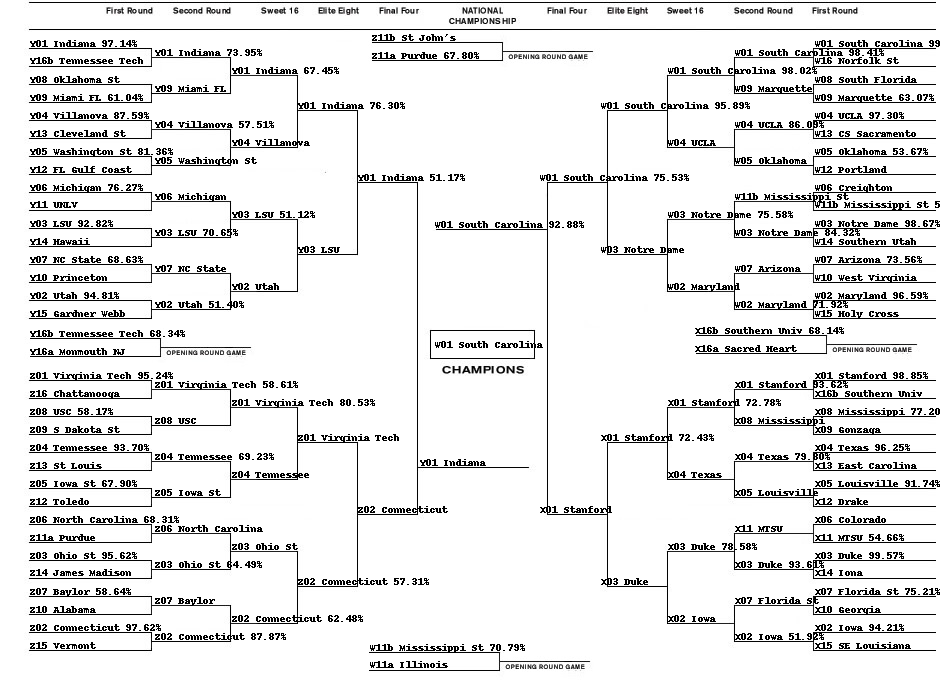 First Round Second Round Sweet 16 Elite Eight Final Four NATIONAL CHAMPIONSHIP Final Four Elite Eight Sweet 16 Second Round First Round
Z11b St John's
Z11a Purdue 67.80%
OPENING ROUND GAME
Y01 Indiana 97.14%
Y16b Tennessee Tech
Y08 Oklahoma St
Y09 Miami FL 61.04%
Y04 Villanova 87.59%
Y13 Cleveland St
Y05 Washington St 81.36%
Y12 FL Gulf Coast
Y06 Michigan 76.27%
Y11 UNLV
Y03 LSU 92.82%
Y14 Hawaii
Y07 NC State 68.63%
Y10 Princeton
Y02 Utah 94.81%
Y15 Gardner Webb
Y01 Indiana 73.95%
Y09 Miami FL
Y04 Villanova 57.51%
Y05 Washington St
Y06 Michigan
Y03 LSU 70.65%
Y07 NC State
Y02 Utah 51.40%
Y01 Indiana 67.45%
Y04 Villanova
Y03 LSU 51.12%
Y02 Utah
Y01 Indiana 76.30%
Y03 LSU
Y01 Indiana 51.17%
Y16b Tennessee Tech 68.34%
Y16a Monmouth NJ
OPENING ROUND GAME
Z01 Virginia Tech 95.24%
Z16 Chattanooga
Z08 USC 58.17%
Z09 S Dakota St
Z04 Tennessee 93.70%
Z13 St Louis
Z05 Iowa St 67.90%
Z12 Toledo
Z06 North Carolina 68.31%
Z11a Purdue
Z03 Ohio St 95.62%
Z14 James Madison
Z07 Baylor 58.64%
Z10 Alabama
Z02 Connecticut 97.62%
Z15 Vermont
Z01 Virginia Tech 58.61%
Z08 USC
Z04 Tennessee 69.23%
Z05 Iowa St
Z06 North Carolina
Z03 Ohio St 64.49%
Z07 Baylor
Z02 Connecticut 87.87%
Z01 Virginia Tech 80.53%
Z04 Tennessee
Z03 Ohio St
Z02 Connecticut 62.48%
Z01 Virginia Tech
Z02 Connecticut 57.31%
Z02 Connecticut
W01 South Carolina 92.88%
W01 South Carolina
CHAMPIONS
Y01 Indiana
W01 South Carolina 75.53%
X01 Stanford
W01 South Carolina 95.89%
W03 Notre Dame
W01 South Carolina 98.02%
W04 UCLA
W03 Notre Dame 75.58%
W02 Maryland
W01 South Carolina 98.41%
W09 Marquette
W04 UCLA 86.09%
W05 Oklahoma
W11b Mississippi St
W03 Notre Dame 84.32%
W07 Arizona
W02 Maryland 71.92%
W01 South Carolina 99
W16 Norfolk St
W08 South Florida
W09 Marquette 63.07%
W04 UCLA 97.30%
W13 CS Sacramento
W05 Oklahoma 53.67%
W12 Portland
W06 Creighton
W11b Mississippi St 5
W03 Notre Dame 98.67%
W14 Southern Utah
W07 Arizona 73.56%
W10 West Virginia
W02 Maryland 96.59%
W15 Holy Cross
X16b Southern Univ 68.14%
X16a Sacred Heart
OPENING ROUND GAME
X01 Stanford 72.43%
X03 Duke
X01 Stanford 72.78%
X04 Texas
X03 Duke 78.58%
X02 Iowa
X01 Stanford 93.62%
X08 Mississippi
X04 Texas 79.80%
X05 Louisville
X11 MTSU
X03 Duke 93.61%
X07 Florida St
X02 Iowa 51.92%
X01 Stanford 98.85%
X16b Southern Univ
X08 Mississippi 77.20
X09 Gonzaga
X04 Texas 96.25%
X13 East Carolina
X05 Louisville 91.74%
X12 Drake
X06 Colorado
X11 MTSU 54.66%
X03 Duke 99.57%
X14 Iona
X07 Florida St 75.21%
X10 Georgia
X02 Iowa 94.21%
X15 SE Louisiana
W11b Mississippi St 70.79%
W11a Illinois
OPENING ROUND GAME